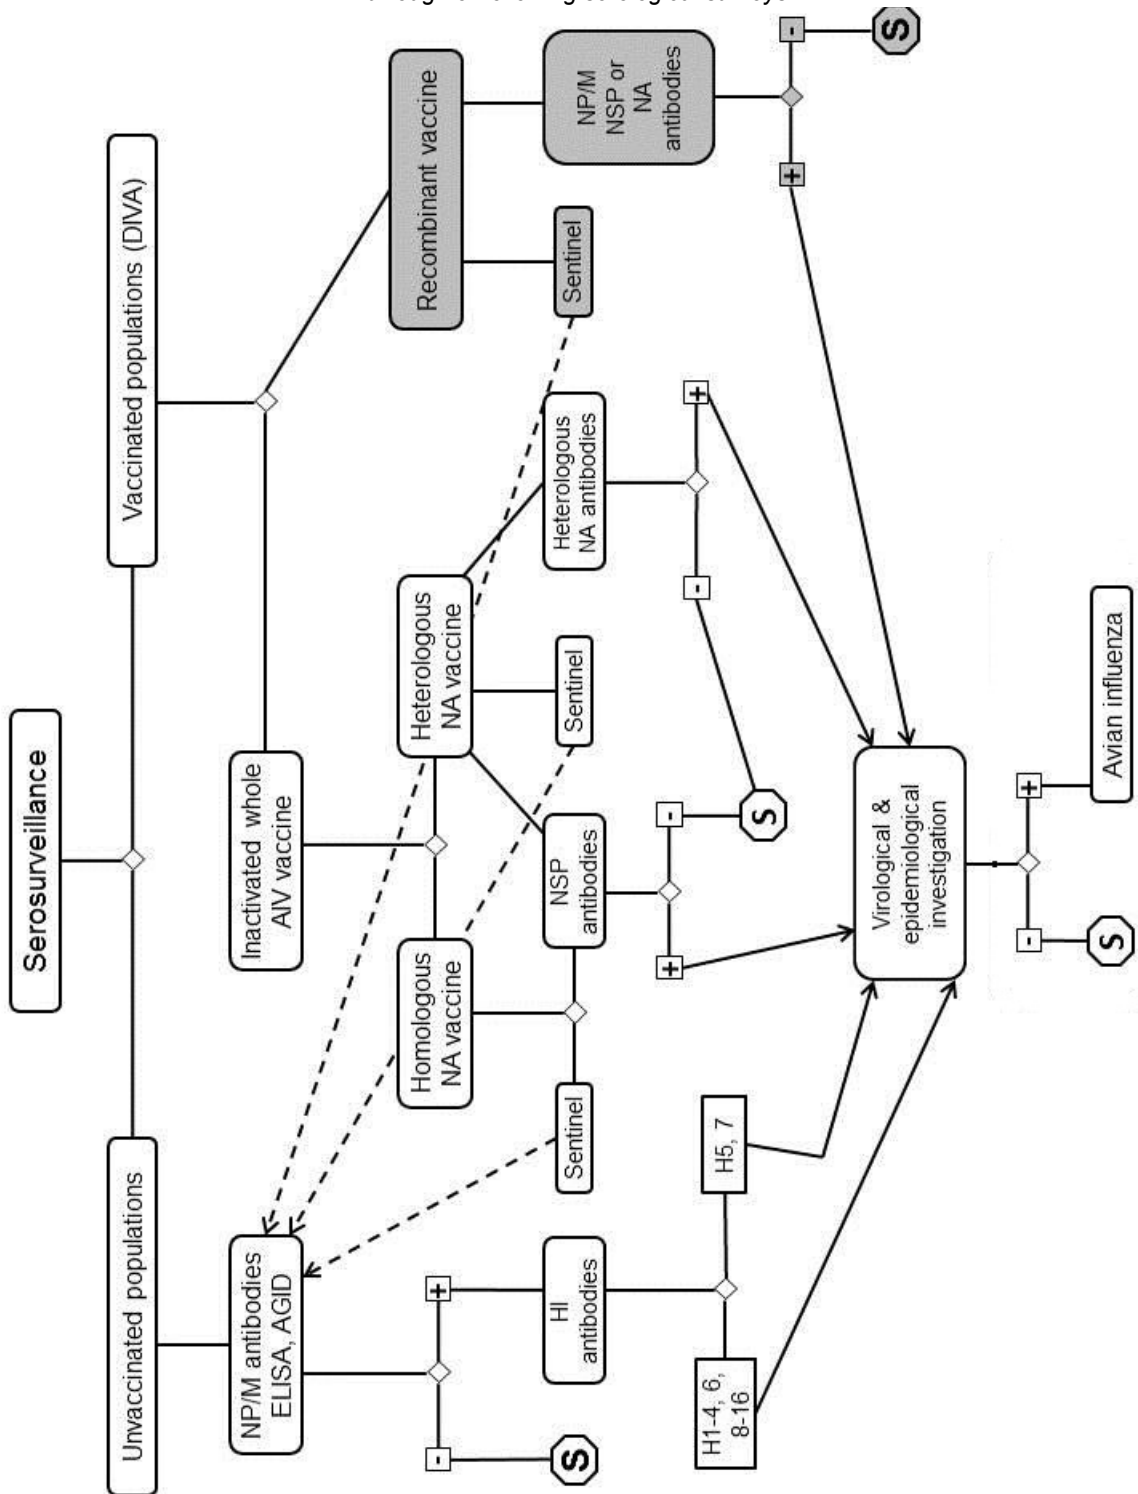 Serosurveillance
Unvaccinated populations
Vaccinated populations (DIVA)
NP/M antibodies
ELISA, AGID
Inactivated whole
AIV vaccine
Homologous
NA vaccine
Heterologous
NA vaccine
Recombinant vaccine
-
+
S
HI
antibodies
Sentinel
NSP
antibodies
Sentinel
Heterologous
NA antibodies
Sentinel
NP/M
NSP or
NA
antibodies
H1-4, 6,
8-16
H5, 7
+
-
-
+
+
-
S
S
Virological &
epidemiological
investigation
-
+
S
Avian influenza